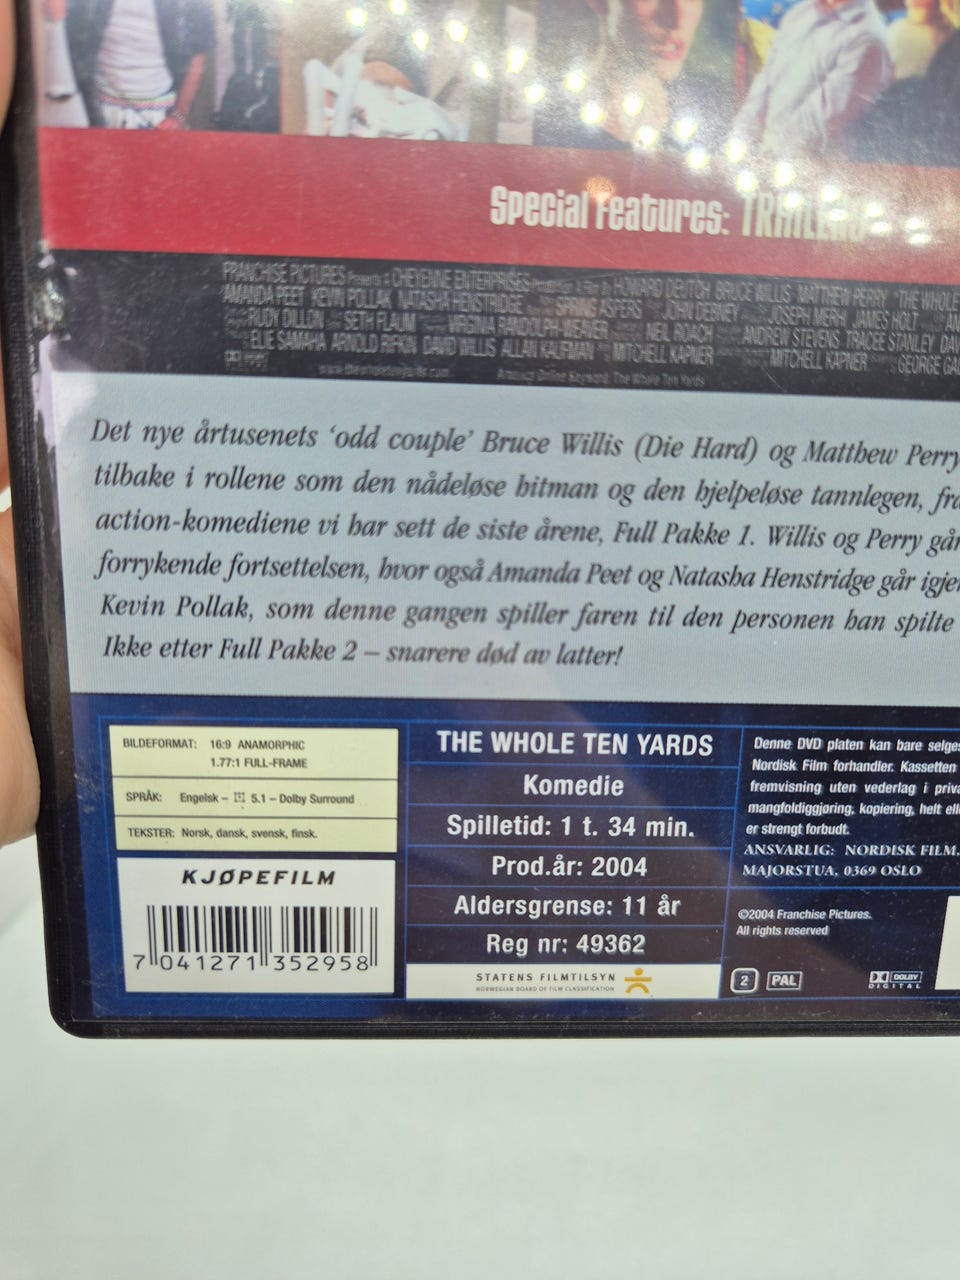 Special Features: TRAILERS
FRANCHISE PICTURES Presents CHEYENNE ENTERPRISES HOWARD DEUTCH BRUCE WILLIS MATTHEW PERRY THE WHOLE
AMANDA PEET KEVIN POLLAK NATASHA HENSTRIDGE SPRING ASPERS JOHN DEBNEY JOSEPH MERHI JAMES HOLT
RUDY DILLON SETH FLAUM VIRGINIA RANDOLPH-WEAVER NEIL ROACH ANDREW STEVENS TRACEE STANLEY
ELIE SAMAHA ARNOLD RIFKIN DAVID WILLIS ALLAN KAUFMAN MITCHELL KAPNER MITCHELL KAPNER GEORGE
America Online Keyword: The Whole Ten Yards
Det nye årtusenets 'odd couple' Bruce Willis (Die Hard) og Matthew Perry
tilbake i rollene som den nådeløse hitman og den hjelpeløse tannlegen, fra
action-komediene vi har sett de siste årene, Full Pakke 1. Willis og Perry går
forrykende fortsettelsen, hvor også Amanda Peet og Natasha Henstridge går igjen
Kevin Pollak, som denne gangen spiller faren til den personen han spilte
Ikke etter Full Pakke 2 – snarere død av latter!
BILDEFORMAT: 16:9 ANAMORPHIC
1.77:1 FULL-FRAME
SPRÅK: Engelsk – 5.1 – Dolby Surround
TEKSTER: Norsk, dansk, svensk, finsk.
KJØPEFILM
7 041271 352958
THE WHOLE TEN YARDS
Komedie
Spilletid: 1 t. 34 min.
Prod.år: 2004
Aldersgrense: 11 år
Reg nr: 49362
STATENS FILMTILSYN
NORWEGIAN BOARD OF FILM CLASSIFICATION
Denne DVD platen kan bare selges
Nordisk Film forhandler. Kassetten
fremvisning uten vederlag i priva
mangfoldiggjøring, kopiering, helt ell
er strengt forbudt.
ANSVARLIG: NORDISK FILM,
MAJORSTUA, 0369 OSLO
©2004 Franchise Pictures.
All rights reserved
2 PAL DOLBY
DIGITAL